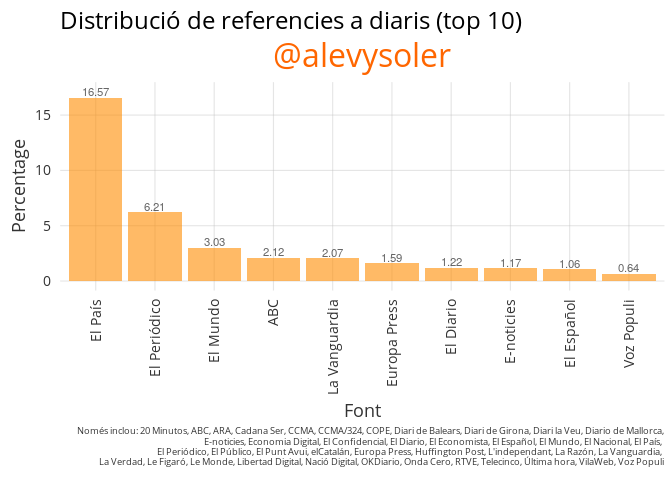 Distribució de referencies a diaris (top 10)
@alevysoler
Percentage
15
10
5
0
16.57
6.21
3.03
2.12
2.07
1.59
1.22
1.17
1.06
0.64
El País
El Periódico
El Mundo
ABC
La Vanguardia
Europa Press
El Diario
E-noticies
El Español
Voz Populi
Font
Només inclou: 20 Minutos, ABC, ARA, Cadana Ser, CCMA, CCMA/324, COPE, Diari de Balears, Diari de Girona, Diari la Veu, Diario de Mallorca,
E-noticies, Economia Digital, El Confidencial, El Diario, El Economista, El Español, El Mundo, El Nacional, El País,
El Periódico, El Público, El Punt Avui, elCatalán, Europa Press, Huffington Post, L'independant, La Razón, La Vanguardia,
La Verdad, Le Figaró, Le Monde, Libertad Digital, Nació Digital, OKDiario, Onda Cero, RTVE, Telecinco, Última hora, VilaWeb, Voz Populi